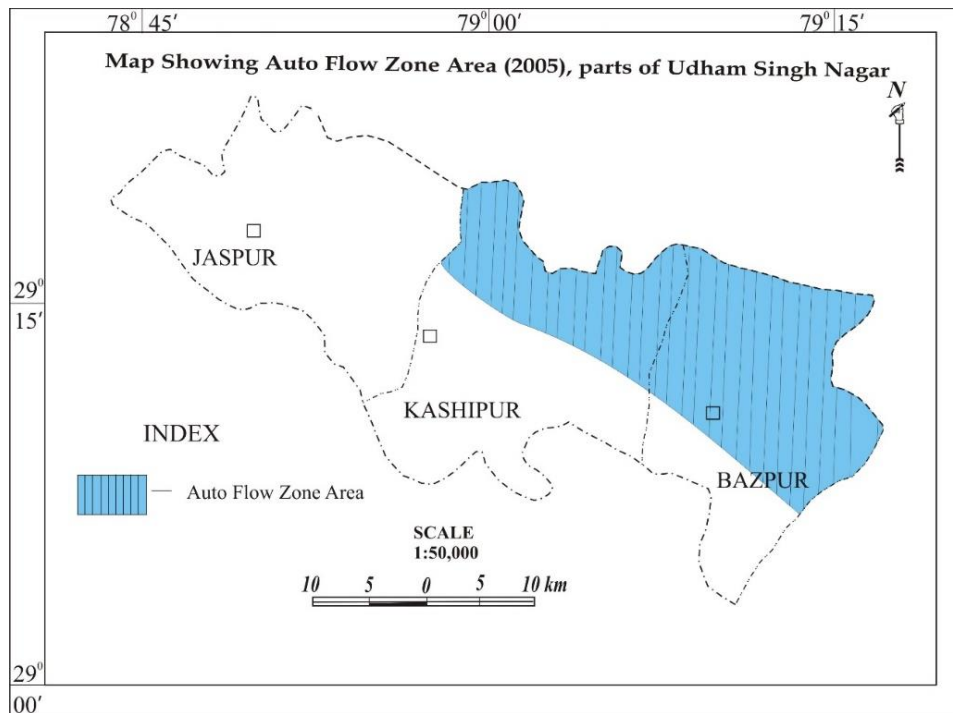 78⁰ 45′ 79⁰ 00′ 79⁰ 15′
Map Showing Auto Flow Zone Area (2005), parts of Udham Singh Nagar
N
JASPUR
29⁰
15′
KASHIPUR
INDEX
BAZPUR
Auto Flow Zone Area
SCALE
1:50,000
10 5 0 5 10 km
29⁰
00′